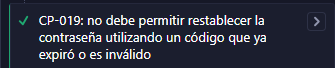 CP-019: no debe permitir restablecer la
contraseña utilizando un código que ya
expiró o es inválido